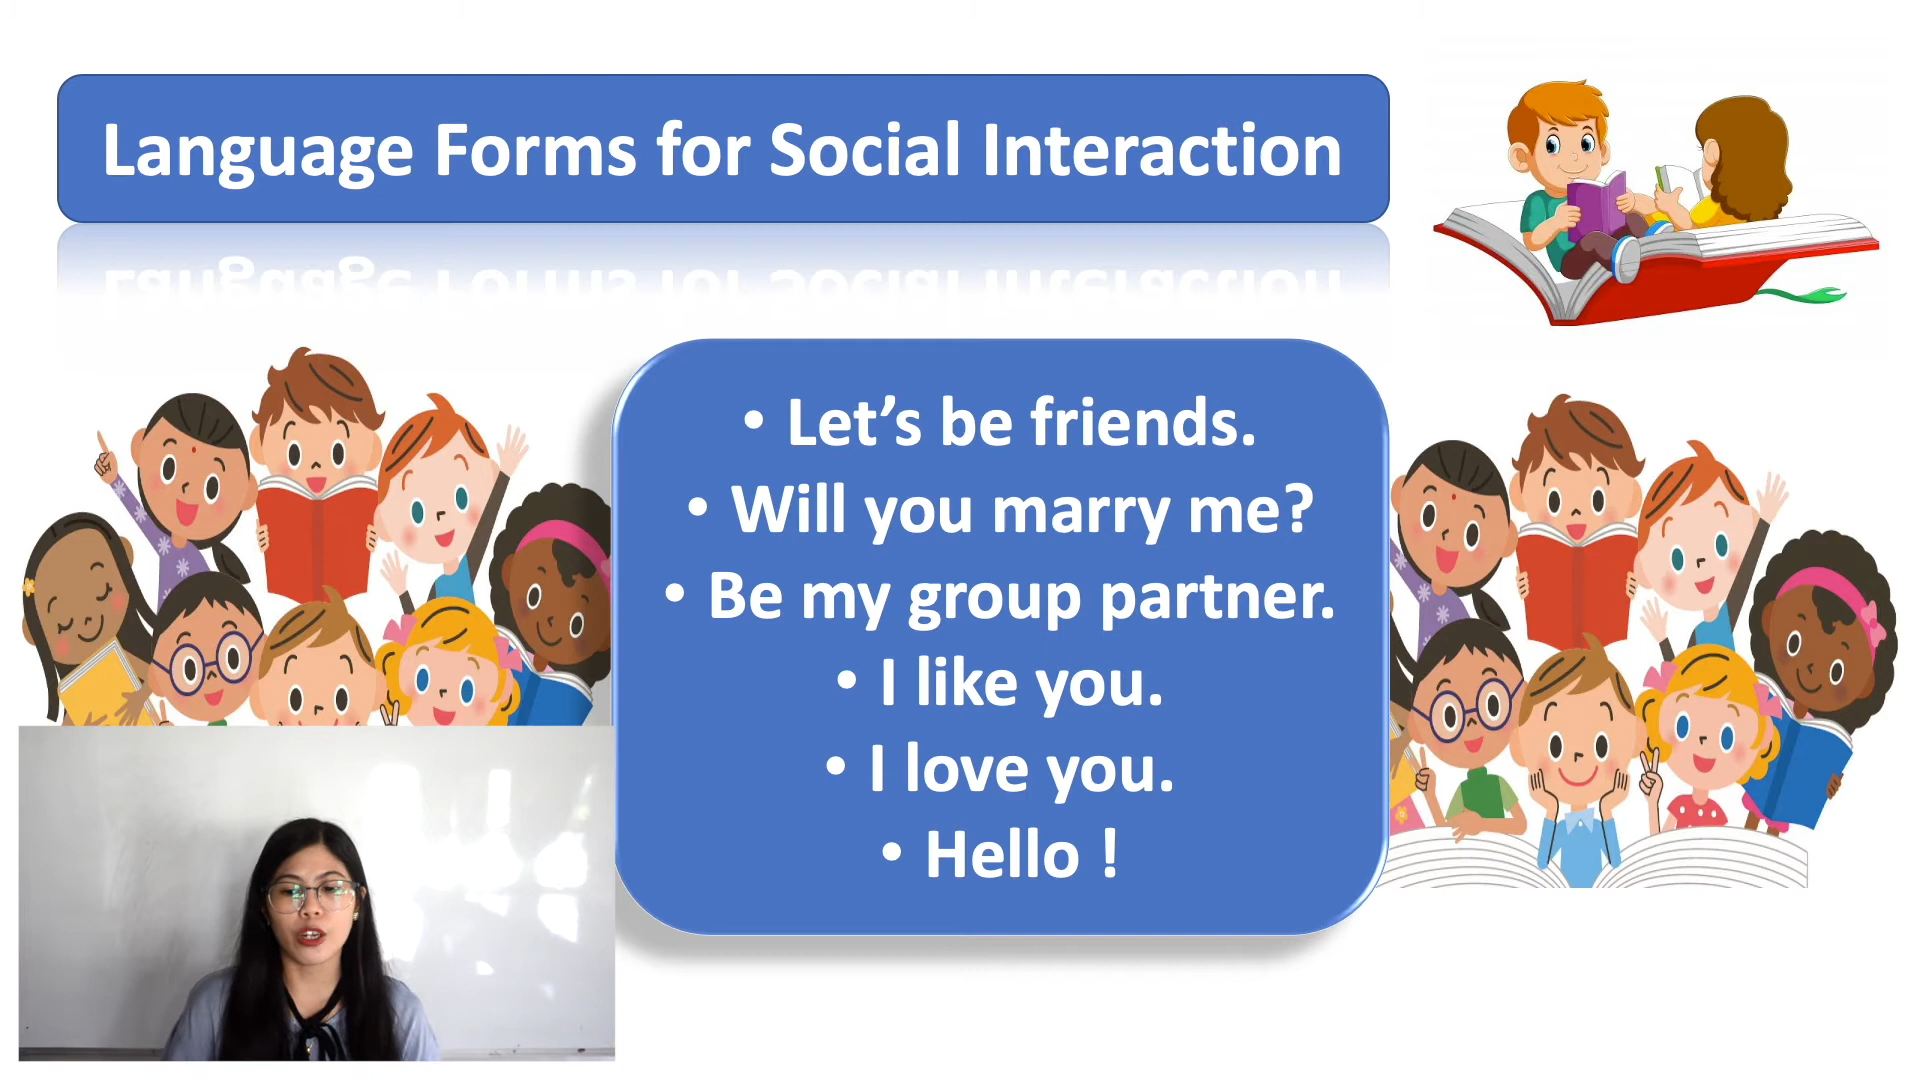 Language Forms for Social Interaction
• Let’s be friends.
• Will you marry me?
• Be my group partner.
• I like you.
• I love you.
• Hello !